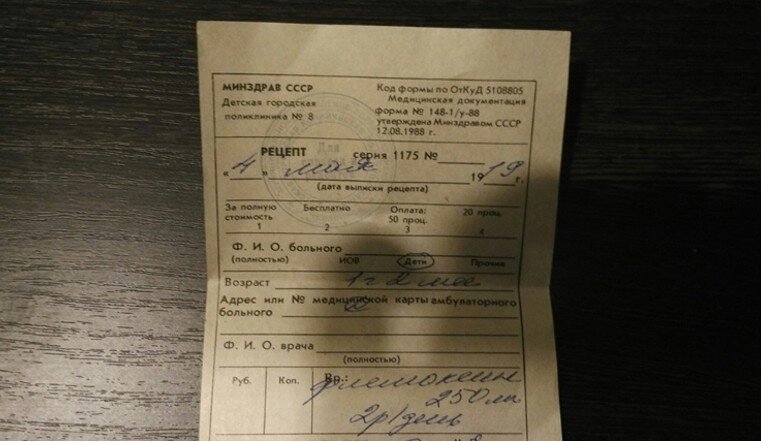 МИНЗДРАВ СССР
Детская городская
поликлиника № 8
Код формы по ОтКуД 5108805
Медицинская документация
форма № 148-1/у-88
утверждена Минздравом СССР
12.08.1988 г.
Для
РЕЦЕПТ серия 1175 №
« 4 » мая 19 19 г.
(дата выписки рецепта)
За полную стоимость 1
Бесплатно 2
Оплата: 50 проц. 3
20 проц. 4
Ф. И. О. больного
(полностью) ИОВ Дети Прочие
Возраст 1 г 2 мес
Адрес или № медицинской карты амбулаторного
больного
Ф. И. О. врача
(полностью)
Руб. Коп. Вр.:
250 мг
2р/день